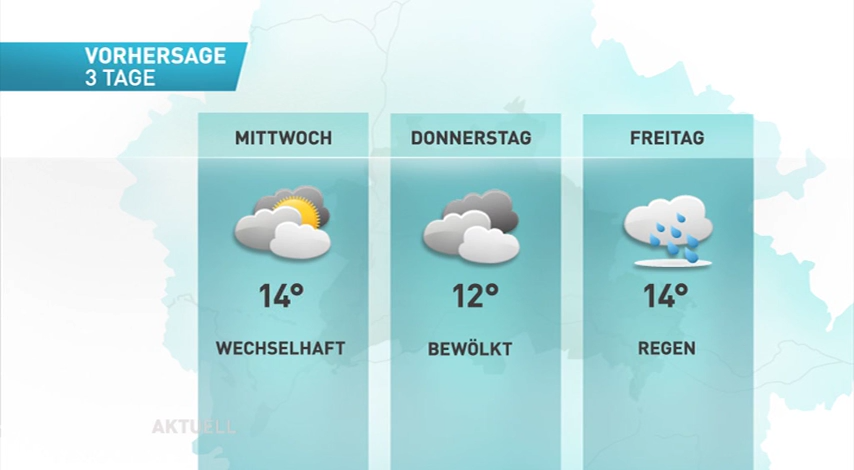 VORHERSAGE
3 TAGE
MITTWOCH
14°
WECHSELHAFT
DONNERSTAG
12°
BEWÖLKT
FREITAG
14°
REGEN
AKTUELL